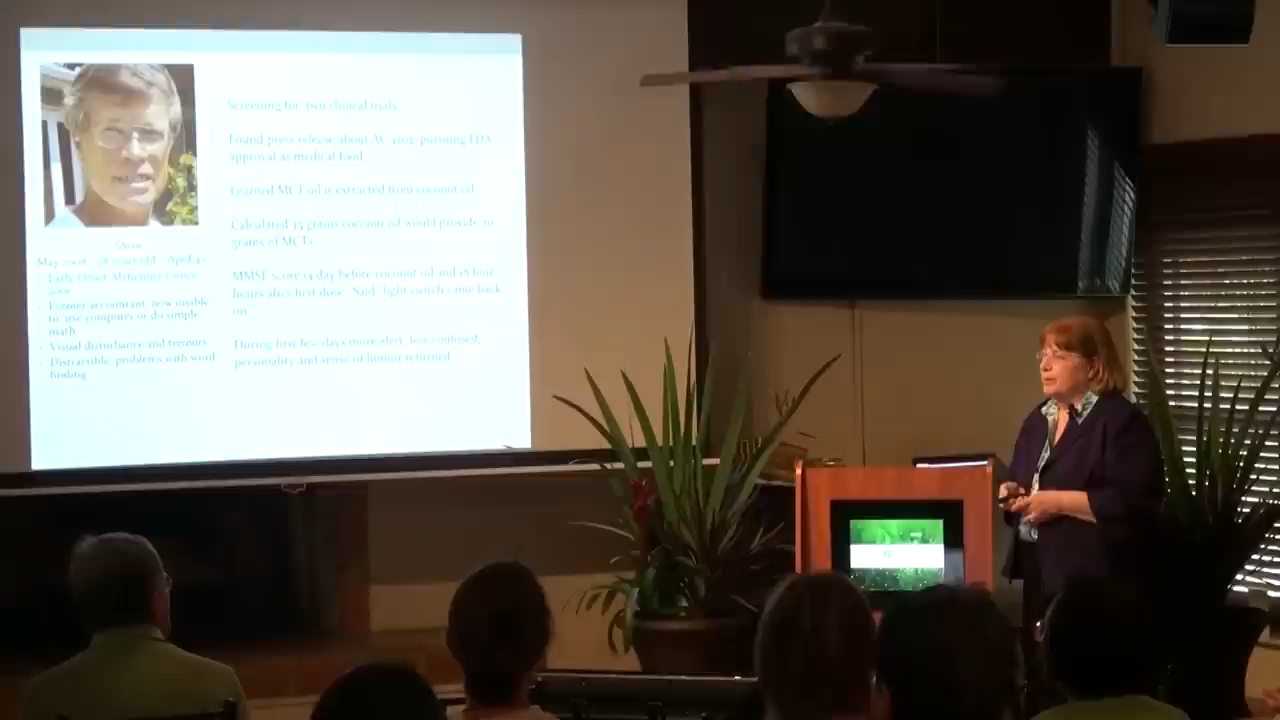 Screening for two clinical trials
Found press release about AC 1202, pursuing FDA
approval as medical food
Learned MCT oil is extracted from coconut oil
Calculated 35 grams coconut oil would provide 20
grams of MCTs
MMSE score 14 day before coconut oil and 18 four
hours after first dose. Said, light switch came back
on
During first few days more alert, less confused,
personality and sense of humor returned
Steve
May 2008 - 58 years old -
Early Onset Alzheimer's since
Former accountant, now unable
to use computer or do simple
math
Visual disturbance and tremors
Distractible, problems with word
finding